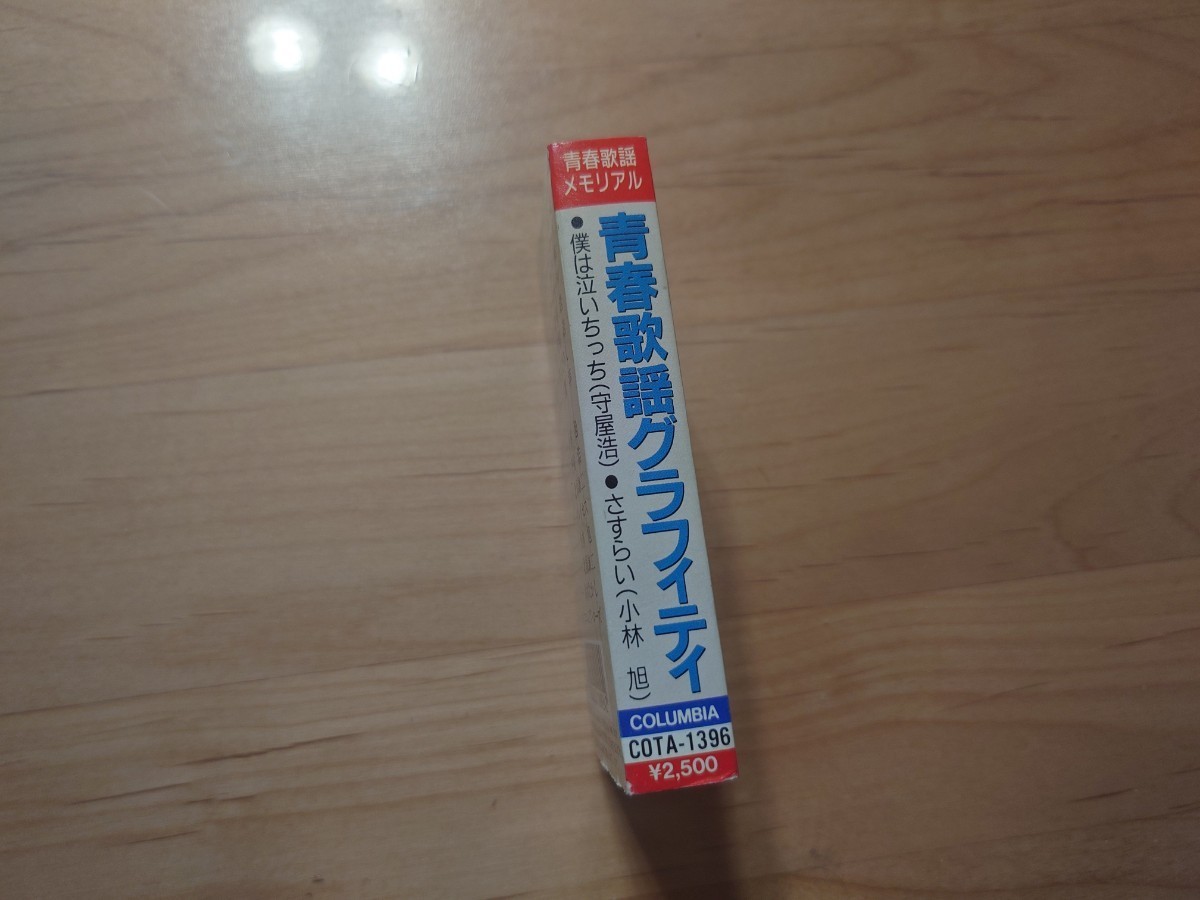 青春歌謡
メモリアル
青春歌謡グラフィティ
●僕は泣いちっち(守屋浩)●さすらい(小林 旭)
COLUMBIA
COTA-1396
¥2,500